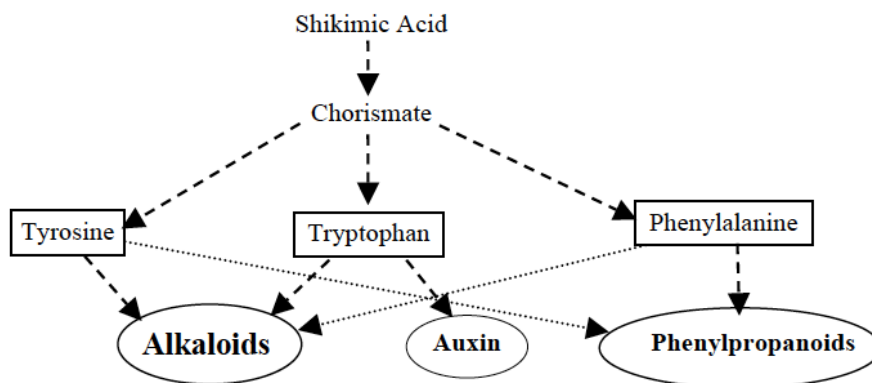 Shikimic Acid
Chorismate
Tyrosine
Tryptophan
Phenylalanine
Alkaloids
Auxin
Phenylpropanoids